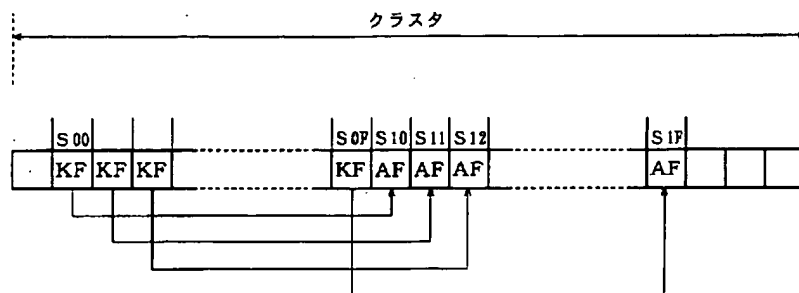 クラスタ
S00 S0F S10 S11 S12 S1F
KF KF KF KF AF AF AF AF